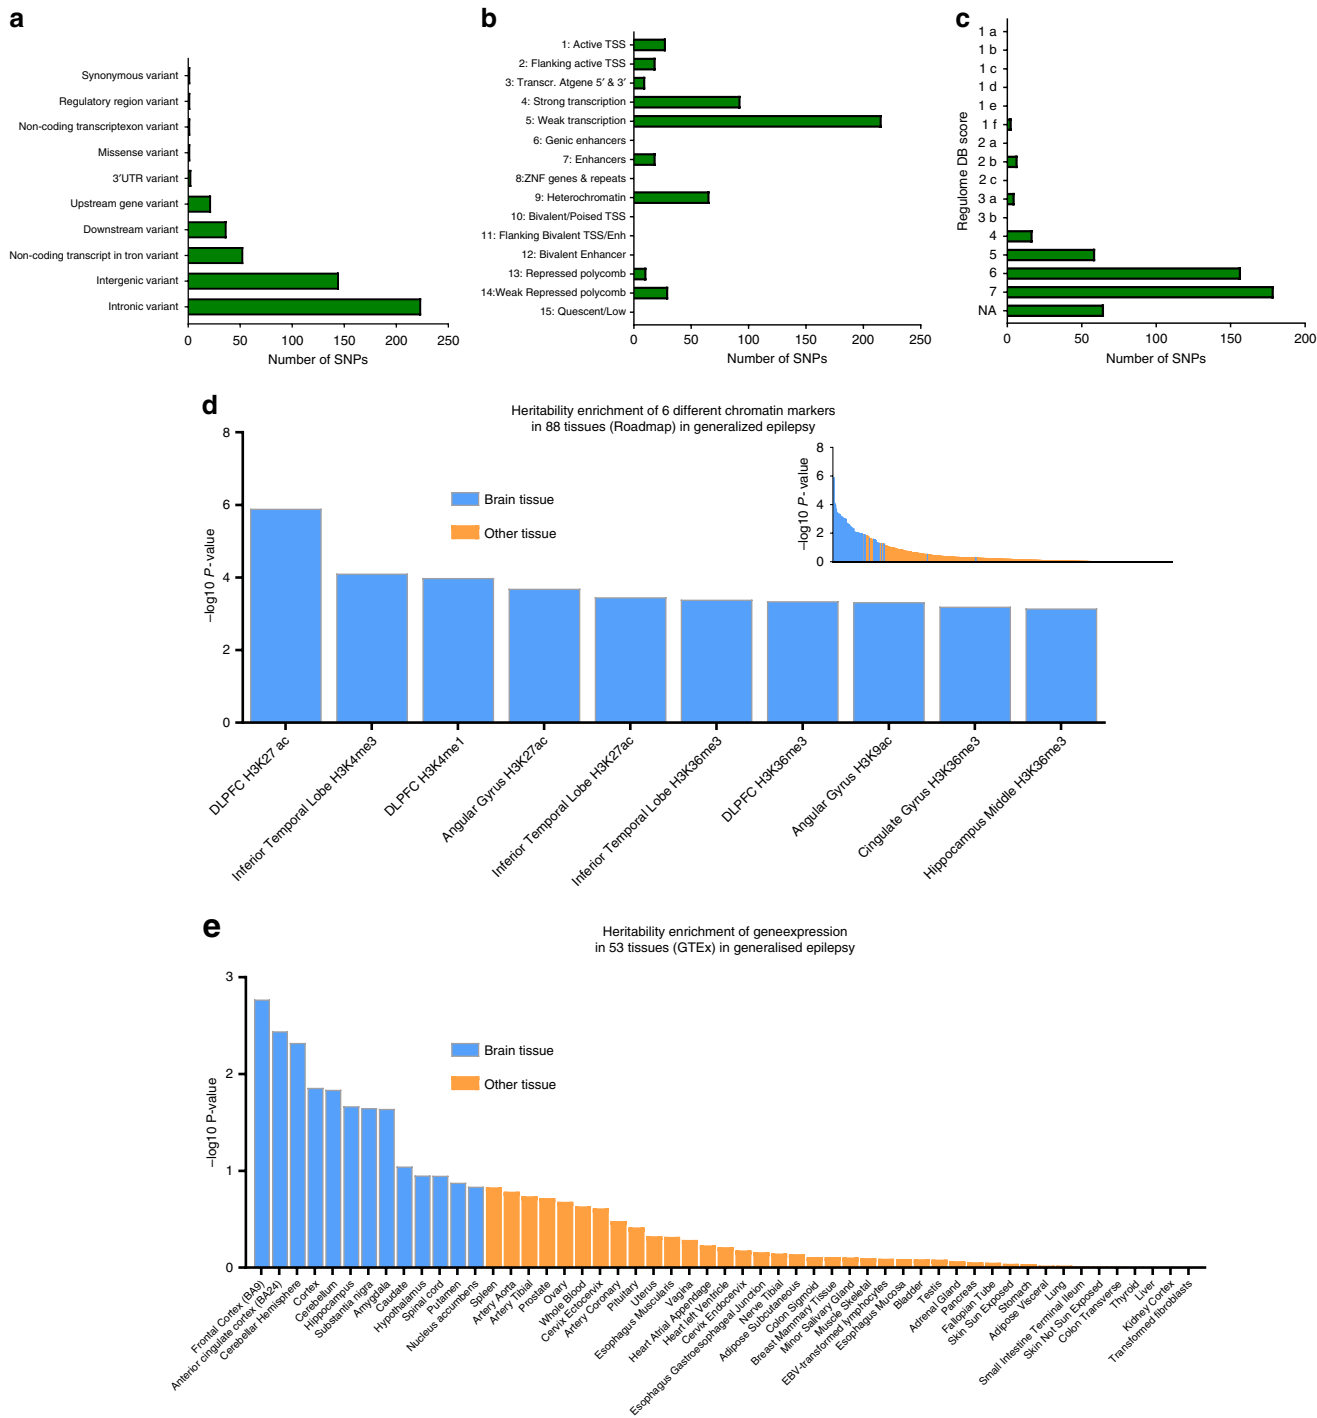 a
Synonymous variant
Regulatory region variant
Non-coding transcriptexon variant
Missense variant
3′UTR variant
Upstream gene variant
Downstream variant
Non-coding transcript in tron variant
Intergenic variant
Intronic variant
0 50 100 150 200 250
Number of SNPs
b
1: Active TSS
2: Flanking active TSS
3: Transcr. Atgene 5′ & 3′
4: Strong transcription
5: Weak transcription
6: Genic enhancers
7: Enhancers
8:ZNF genes & repeats
9: Heterochromatin
10: Bivalent/Poised TSS
11: Flanking Bivalent TSS/Enh
12: Bivalent Enhancer
13: Repressed polycomb
14:Weak Repressed polycomb
15: Quescent/Low
0 50 100 150 200 250
Number of SNPs
c
Regulome DB score
1 a
1 b
1 c
1 d
1 e
1 f
2 a
2 b
2 c
3 a
3 b
4
5
6
7
NA
0 50 100 150 200
Number of SNPs
d
Heritability enrichment of 6 different chromatin markers
in 88 tissues (Roadmap) in generalized epilepsy
–log10 P-value
8
6
4
2
0
Brain tissue
Other tissue
–log10 P-value
8
6
4
2
0
DLPFC H3K27 ac
Inferior Temporal Lobe H3K4me3
DLPFC H3K4me1
Angular Gyrus H3K27ac
Inferior Temporal Lobe H3K27ac
Inferior Temporal Lobe H3K36me3
DLPFC H3K36me3
Angular Gyrus H3K9ac
Cingulate Gyrus H3K36me3
Hippocampus Middle H3K36me3
e
Heritability enrichment of geneexpression
in 53 tissues (GTEx) in generalised epilepsy
–log10 P-value
3
2
1
0
Brain tissue
Other tissue
Frontal Cortex (BA9)
Anterior cingulate cortex (BA24)
Cerebellar Hemisphere
Cortex
Cerebellum
Hippocampus
Substantia nigra
Amygdala
Caudate
Hypothalamus
Spinal cord
Putamen
Nucleus accumbens
Spleen
Artery Aorta
Artery Tibial
Prostate
Ovary
Whole Blood
Cervix Ectocervix
Artery Coronary
Pituitary
Uterus
Esophagus Muscularis
Vagina
Heart Atrial Appendage
Heart left Ventricle
Cervix Endocervix
Esophagus Gastroesophageal Junction
Nerve Tibial
Adipose Subcutaneous
Colon Sigmoid
Breast Mammary Tissue
Minor Salivary Gland
Muscle Skeletal
EBV-transformed lymphocytes
Esophagus Mucosa
Bladder
Testis
Adrenal Gland
Pancreas
Fallopian Tube
Skin Sun Exposed
Stomach
Adipose Visceral
Lung
Small Intestine Terminal Ileum
Skin Not Sun Exposed
Colon Transverse
Thyroid
Liver
Kidney Cortex
Transformed fibroblasts